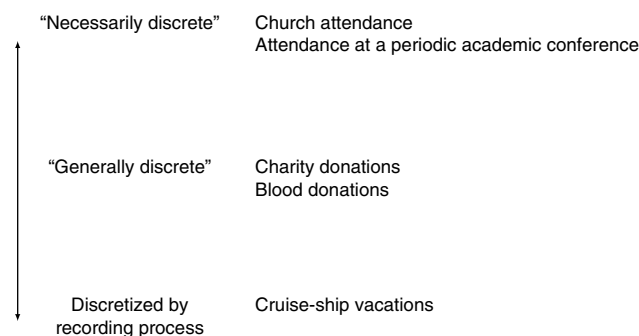 “Necessarily discrete” Church attendance
Attendance at a periodic academic conference
“Generally discrete” Charity donations
Blood donations
Discretized by Cruise-ship vacations
recording process